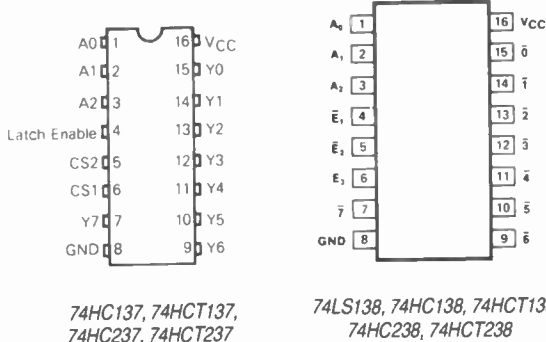 A0 1 16 VCC
A1 2 15 Y0
A2 3 14 Y1
Latch Enable 4 13 Y2
CS2 5 12 Y3
CS1 6 11 Y4
Y7 7 10 Y5
GND 8 9 Y6
74HC137, 74HCT137,
74HC237, 74HCT237
A₀ 1 16 VCC
A₁ 2 15 0̅
A₂ 3 14 1̅
E̅₁ 4 13 2̅
E̅₂ 5 12 3̅
E₃ 6 11 4̅
7̅ 7 10 5̅
GND 8 9 6̅
74LS138, 74HC138, 74HCT13
74HC238, 74HCT238